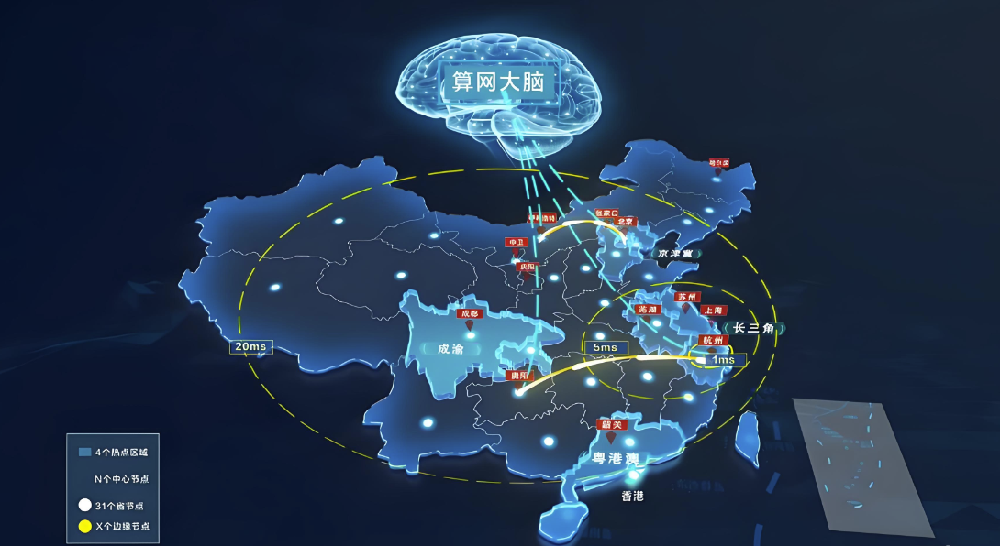 算网大脑
哈尔滨
呼和浩特
张家口
北京
中卫
京津冀
庆阳
苏州
芜湖
上海
成都
长三角
杭州
20ms
成渝
5ms
1ms
贵阳
韶关
粤港澳
香港
4个热点区域
N个中心节点
31个省节点
X个边缘节点